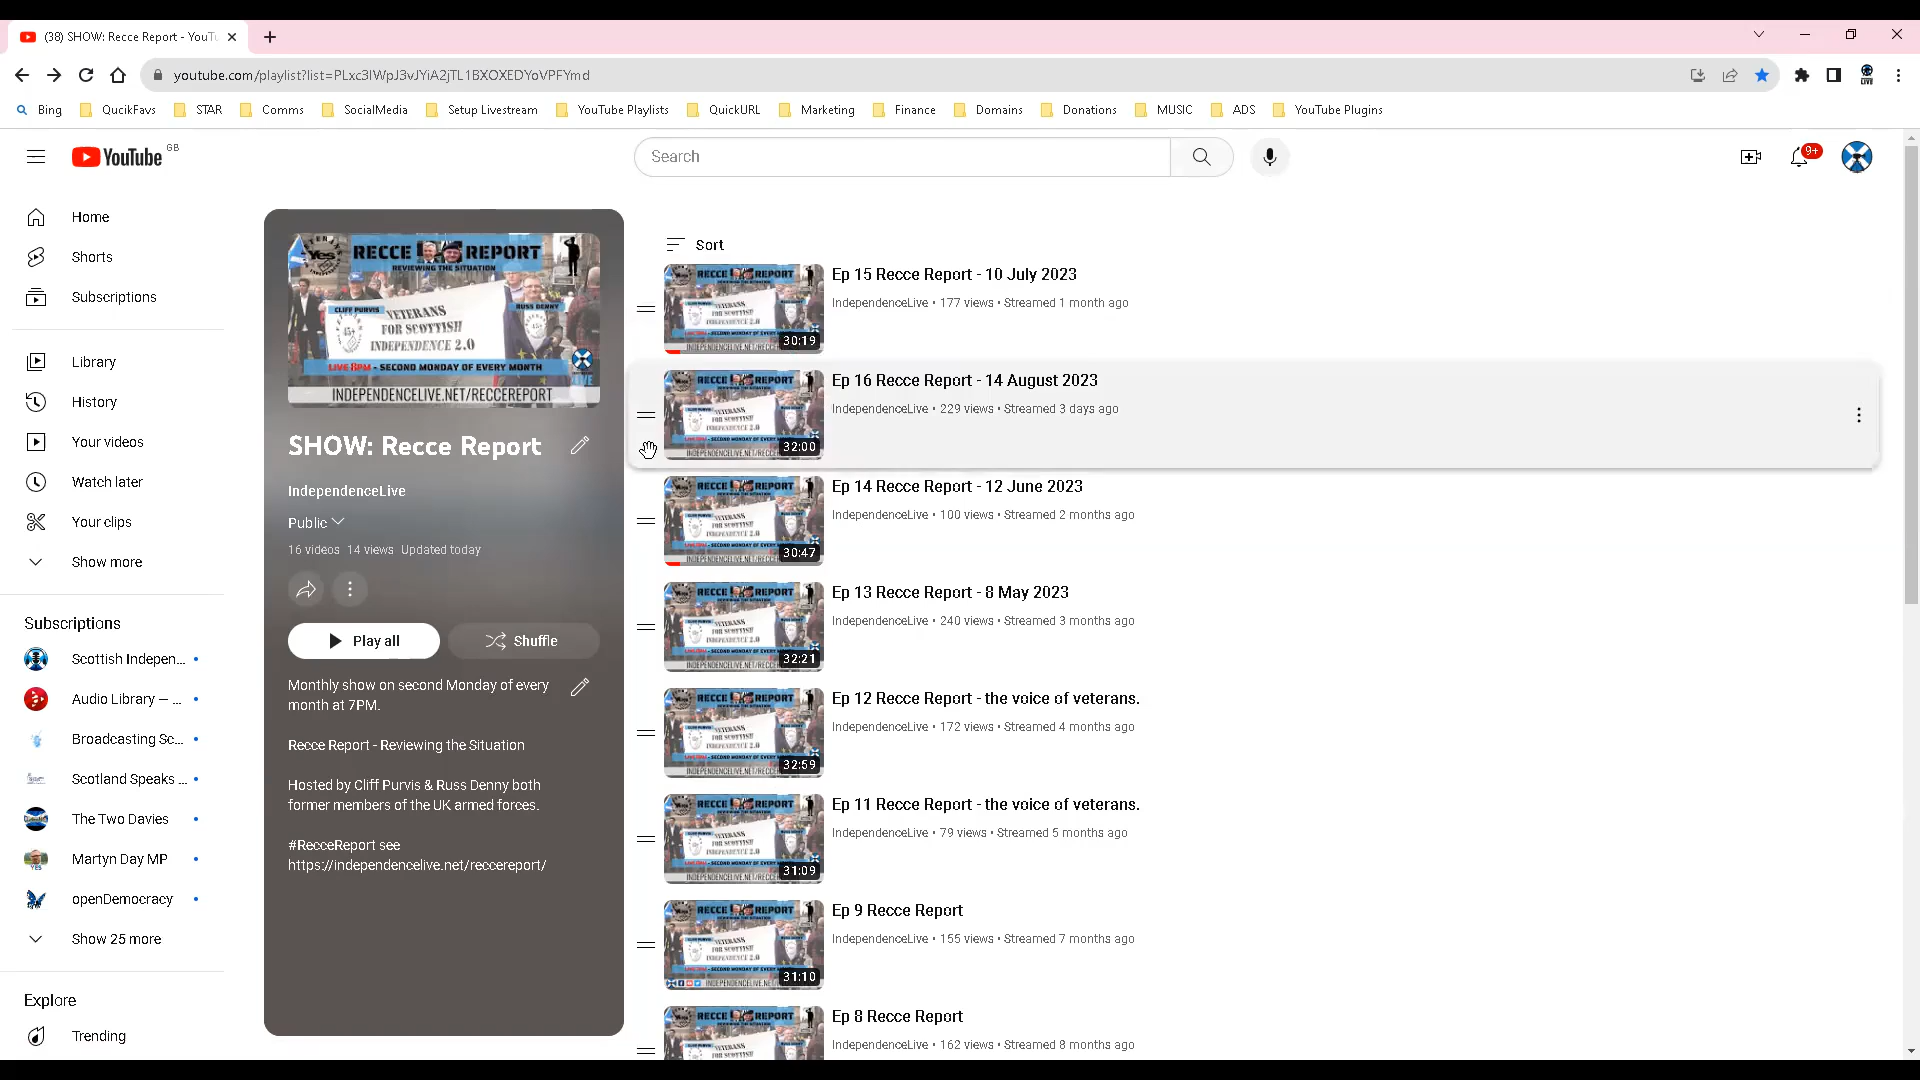 (38) SHOW: Recce Report - YouTu
youtube.com/playlist?list=PLxc3IWpJ3vJYiA2jTL1BXOXEDYoVPFYmd
Bing QucikFavs STAR Comms SocialMedia Setup Livestream YouTube Playlists QuickURL Marketing Finance Domains Donations MUSIC ADS YouTube Plugins
YouTube GB
Search
9+
Home
Shorts
Subscriptions
Library
History
Your videos
Watch later
Your clips
Show more
Subscriptions
Scottish Indepen...
Audio Library — ...
Broadcasting Sc...
Scotland Speaks ...
The Two Davies
Martyn Day MP
openDemocracy
Show 25 more
Explore
Trending
Yes
RECCE REPORT
REVIEWING THE SITUATION
CLIFF PURVIS
RUSS DENNY
VETERANS
FOR SCOTTISH
INDEPENDENCE 2.0
LIVE 8PM - SECOND MONDAY OF EVERY MONTH
LIVE
INDEPENDENCELIVE.NET/RECCEREPORT
SHOW: Recce Report
IndependenceLive
Public
16 videos 14 views Updated today
Play all
Shuffle
Monthly show on second Monday of every
month at 7PM.
Recce Report - Reviewing the Situation
Hosted by Cliff Purvis & Russ Denny both
former members of the UK armed forces.
#RecceReport see
https://independencelive.net/reccereport/
Sort
30:19
Ep 15 Recce Report - 10 July 2023
IndependenceLive • 177 views • Streamed 1 month ago
32:00
Ep 16 Recce Report - 14 August 2023
IndependenceLive • 229 views • Streamed 3 days ago
30:47
Ep 14 Recce Report - 12 June 2023
IndependenceLive • 100 views • Streamed 2 months ago
32:21
Ep 13 Recce Report - 8 May 2023
IndependenceLive • 240 views • Streamed 3 months ago
32:59
Ep 12 Recce Report - the voice of veterans.
IndependenceLive • 172 views • Streamed 4 months ago
31:09
Ep 11 Recce Report - the voice of veterans.
IndependenceLive • 79 views • Streamed 5 months ago
31:10
Ep 9 Recce Report
IndependenceLive • 155 views • Streamed 7 months ago
Ep 8 Recce Report
IndependenceLive • 162 views • Streamed 8 months ago